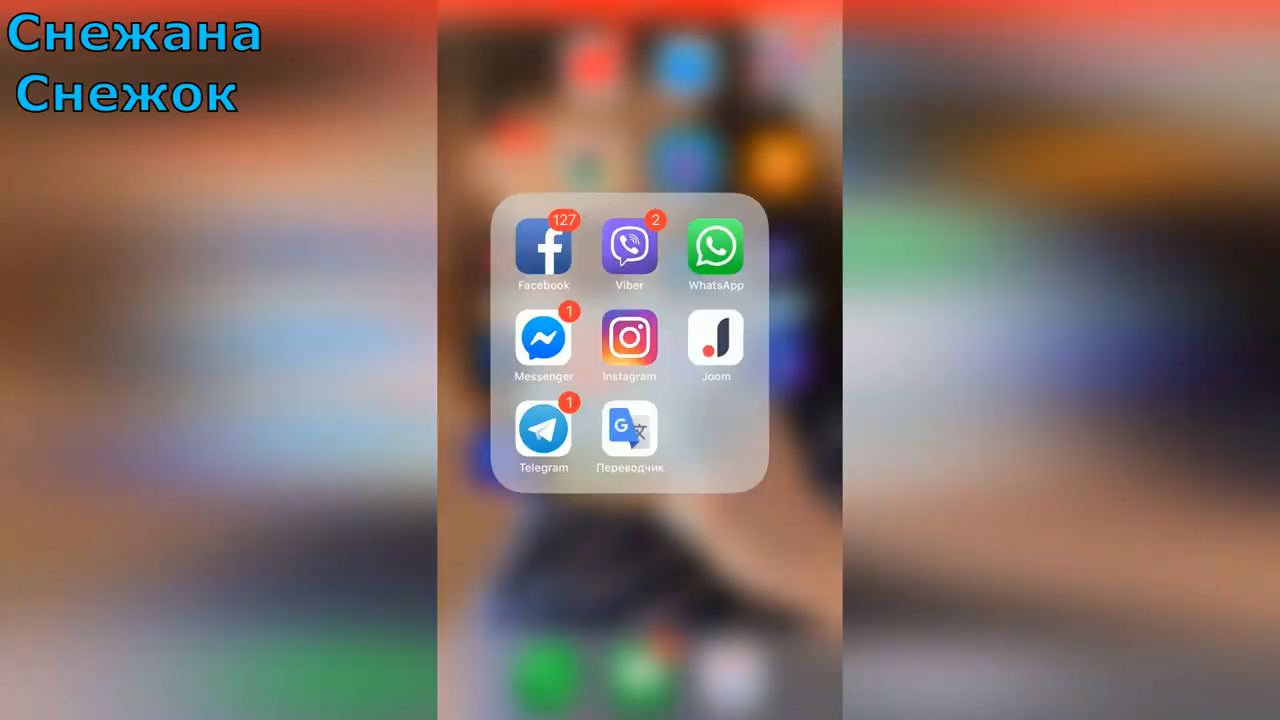 Снежана
Снежок
127
2
Facebook
Viber
WhatsApp
1
Messenger
Instagram
Joom
1
Telegram
Переводчик